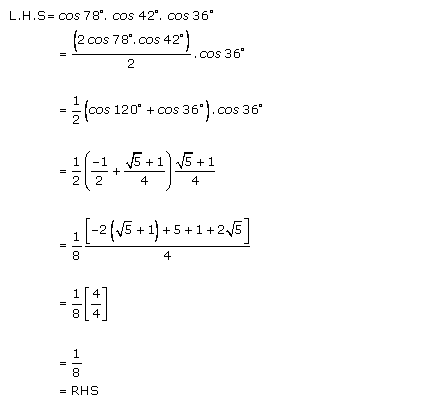 L.H.S = cos 78°. cos 42°. cos 36°
= (2 cos 78°. cos 42°) / 2 . cos 36°
= 1/2 (cos 120° + cos 36°). cos 36°
= 1/2 (-1/2 + (√5 + 1)/4) (√5 + 1)/4
= 1/8 [-2(√5 + 1) + 5 + 1 + 2√5] / 4
= 1/8 [4/4]
= 1/8
= RHS